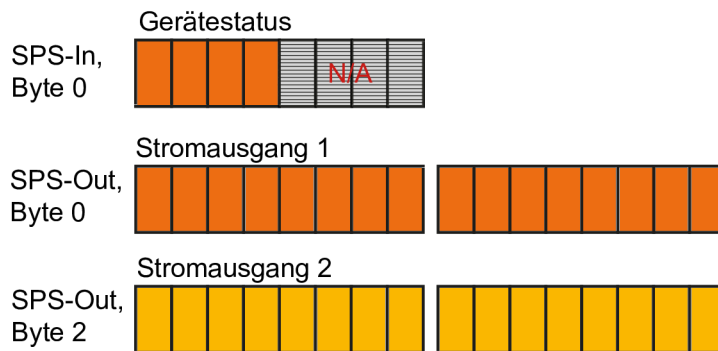 Gerätestatus
SPS-In,
Byte 0
N/A
Stromausgang 1
SPS-Out,
Byte 0
Stromausgang 2
SPS-Out,
Byte 2